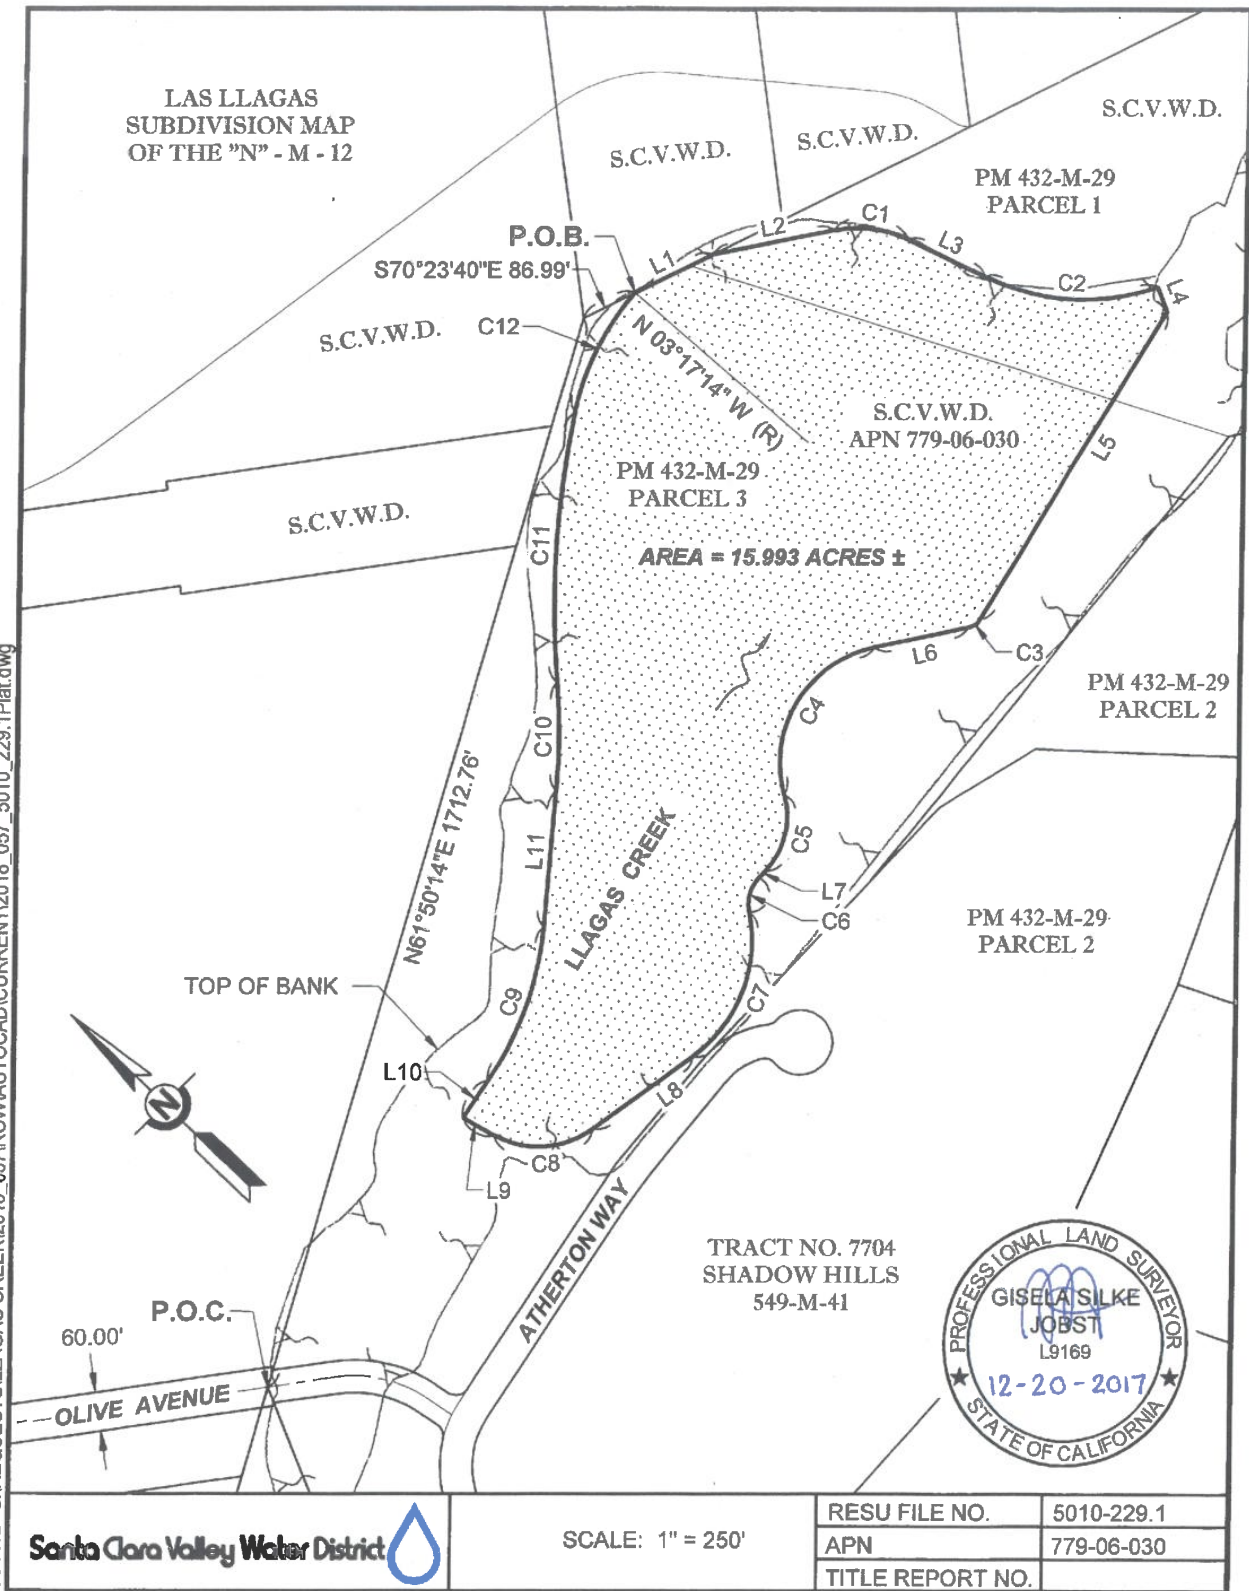 LAS LLAGAS
SUBDIVISION MAP
OF THE "N" - M - 12
S.C.V.W.D.
S.C.V.W.D.
S.C.V.W.D.
PM 432-M-29
PARCEL 1
P.O.B.
S70°23'40"E 86.99'
L1
L2
C1
L3
C2
L4
S.C.V.W.D.
C12
N 03°17'14" W (R)
S.C.V.W.D.
APN 779-06-030
L5
PM 432-M-29
PARCEL 3
S.C.V.W.D.
C11
AREA = 15.993 ACRES ±
L6
C3
PM 432-M-29
PARCEL 2
C4
C10
N61°50'14"E 1712.76'
L11
LLAGAS CREEK
C5
L7
C6
PM 432-M-29
PARCEL 2
TOP OF BANK
C9
C7
L10
L8
C8
L9
N
ATHERTON WAY
TRACT NO. 7704
SHADOW HILLS
549-M-41
P.O.C.
60.00'
OLIVE AVENUE
PROFESSIONAL LAND SURVEYOR
GISELA SILKE
JOBST
L9169
12-20-2017
STATE OF CALIFORNIA
Santa Clara Valley Water District
SCALE: 1" = 250'
RESU FILE NO. 5010-229.1
APN 779-06-030
TITLE REPORT NO.